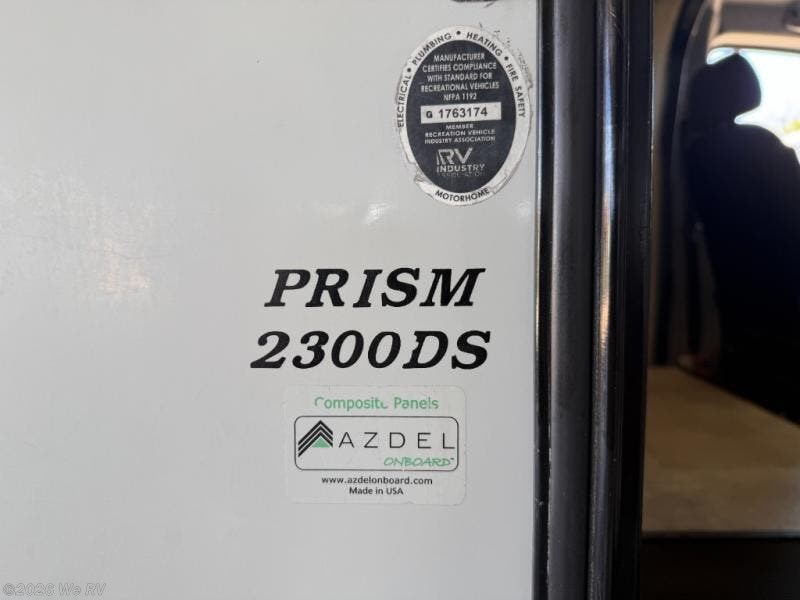 ELECTRICAL • PLUMBING • HEATING • FIRE SAFETY
MANUFACTURER
CERTIFIES COMPLIANCE
WITH STANDARD FOR
RECREATIONAL VEHICLES
NFPA 1192
G 1763174
MEMBER
RECREATION VEHICLE
INDUSTRY ASSOCIATION
RV
INDUSTRY
ASSOCIATION
MOTORHOME
PRISM
2300DS
Composite Panels
AZDEL
ONBOARD™
www.azdelonboard.com
Made in USA
©2026 We RV